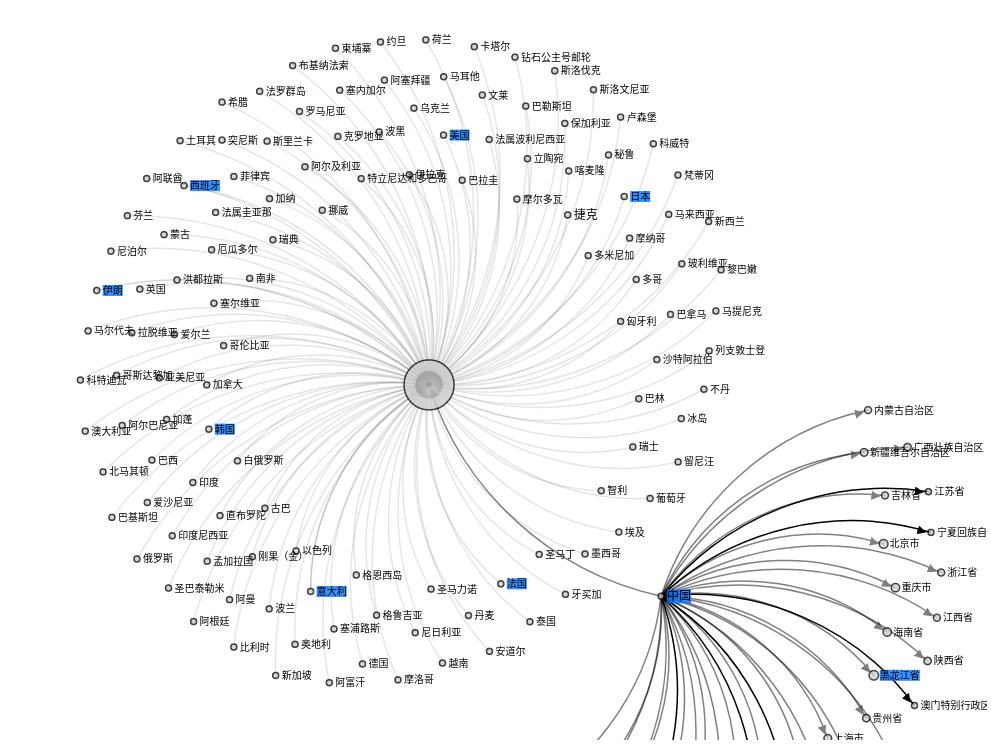 柬埔寨
约旦
荷兰
卡塔尔
钻石公主号邮轮
斯洛伐克
布基纳法索
阿塞拜疆
马耳他
法罗群岛
塞内加尔
文莱
斯洛文尼亚
希腊
罗马尼亚
乌克兰
巴勒斯坦
保加利亚
卢森堡
土耳其
突尼斯
斯里兰卡
克罗地亚
波黑
美国
法属波利尼西亚
科威特
立陶宛
秘鲁
阿尔及利亚
喀麦隆
阿联酋
西班牙
菲律宾
特立尼达和多巴哥
伊拉克
巴拉圭
梵蒂冈
加纳
摩尔多瓦
日本
芬兰
法属圭亚那
挪威
捷克
马来西亚
新西兰
蒙古
瑞典
摩纳哥
尼泊尔
厄瓜多尔
多米尼加
玻利维亚
黎巴嫩
洪都拉斯
南非
多哥
伊朗
英国
塞尔维亚
匈牙利
巴拿马
马提尼克
马尔代夫
拉脱维亚
爱尔兰
哥伦比亚
沙特阿拉伯
列支敦士登
科特迪瓦
哥斯达黎加
亚美尼亚
加拿大
巴林
不丹
澳大利亚
阿尔巴尼亚
加蓬
韩国
冰岛
内蒙古自治区
瑞士
广西壮族自治区
新疆维吾尔自治区
北马其顿
巴西
白俄罗斯
留尼汪
印度
智利
葡萄牙
吉林省
江苏省
爱沙尼亚
古巴
巴基斯坦
直布罗陀
印度尼西亚
埃及
宁夏回族自
北京市
俄罗斯
孟加拉国
刚果（金）
以色列
圣马丁
墨西哥
浙江省
格恩西岛
法国
重庆市
圣巴泰勒米
意大利
圣马力诺
牙买加
中国
阿曼
波兰
格鲁吉亚
丹麦
江西省
阿根廷
塞浦路斯
尼日利亚
泰国
海南省
比利时
奥地利
安道尔
陕西省
德国
越南
新加坡
阿富汗
摩洛哥
黑龙江省
澳门特别行政区
贵州省
上海市